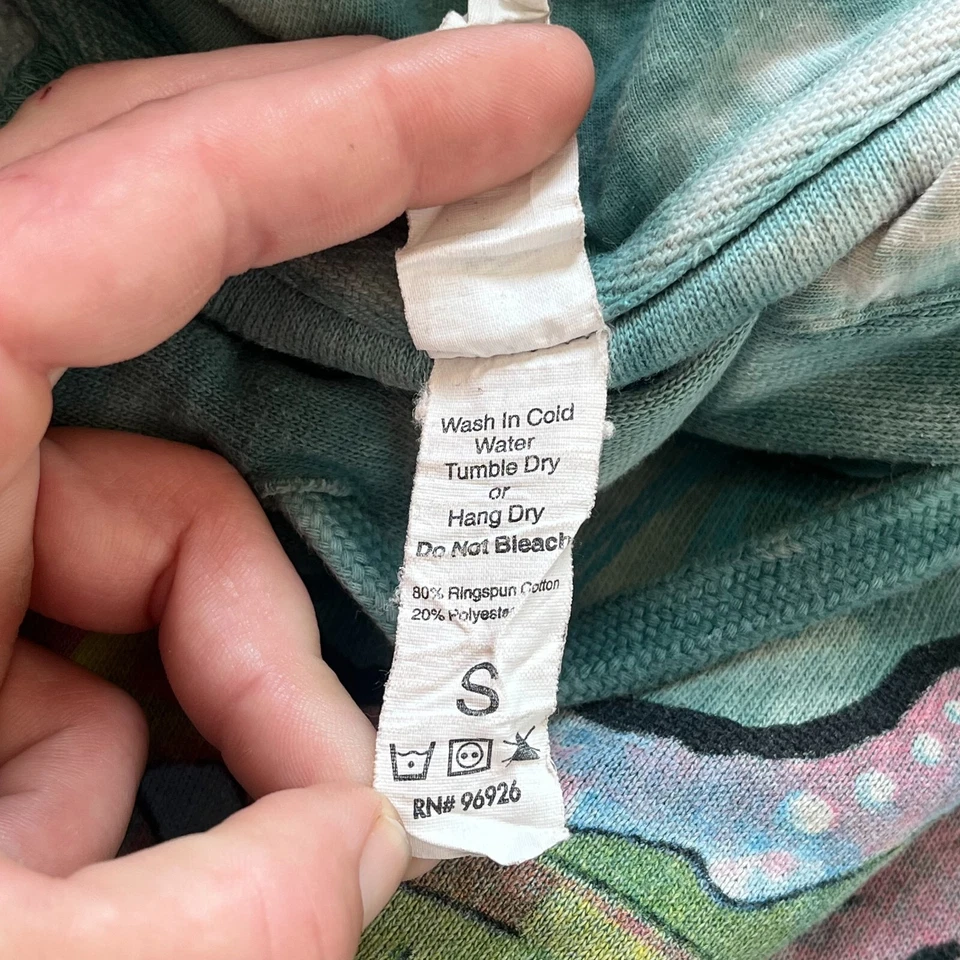 Wash In Cold
Water
Tumble Dry
or
Hang Dry
Do Not Bleach
80% Ringspun Cotton
20% Polyester
S
RN# 96926